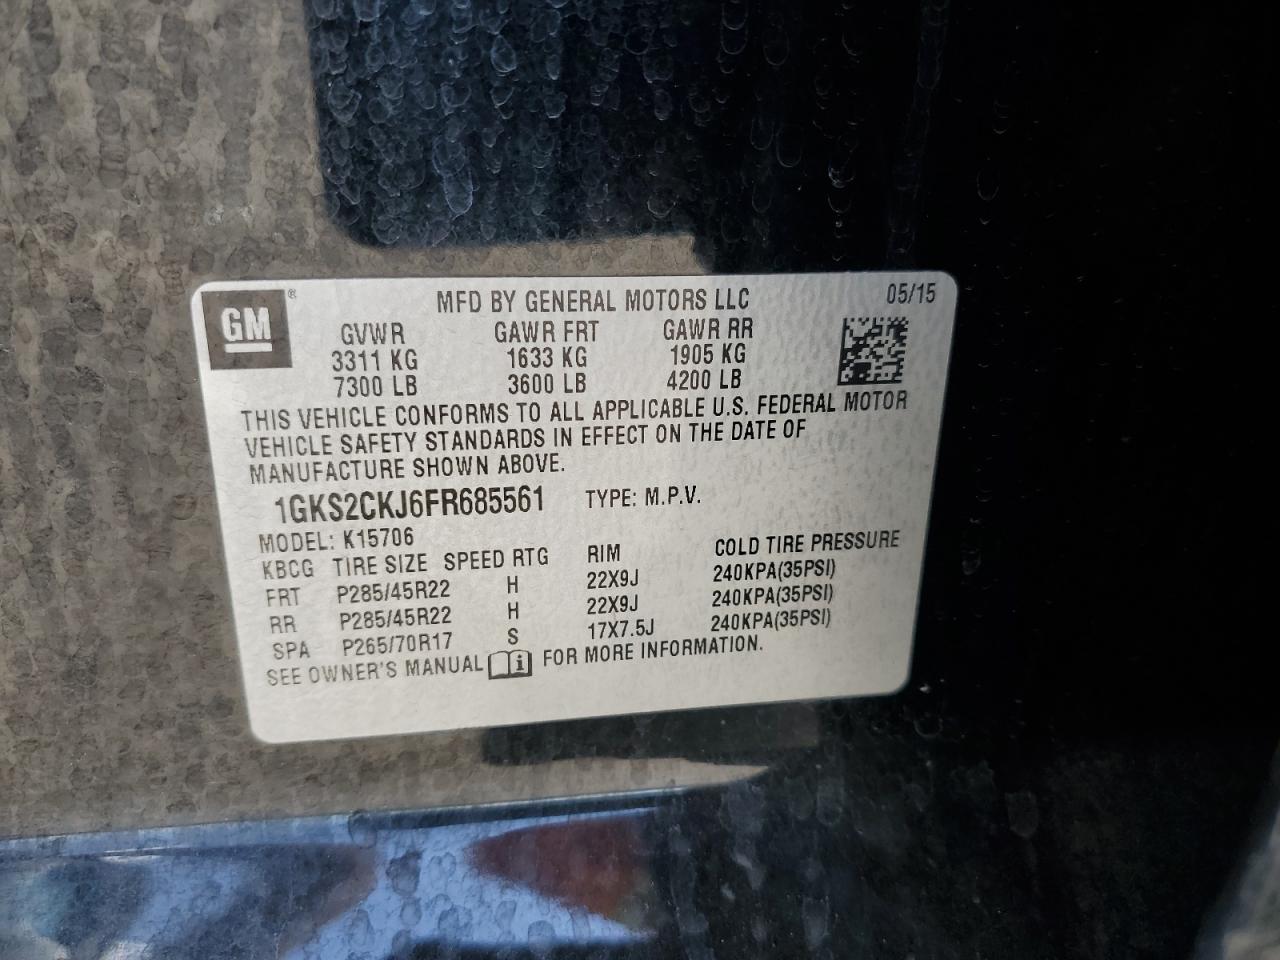 GM ® MFD BY GENERAL MOTORS LLC 05/15
GVWR GAWR FRT GAWR RR
3311 KG 1633 KG 1905 KG
7300 LB 3600 LB 4200 LB
THIS VEHICLE CONFORMS TO ALL APPLICABLE U.S. FEDERAL MOTOR
VEHICLE SAFETY STANDARDS IN EFFECT ON THE DATE OF
MANUFACTURE SHOWN ABOVE.
1GKS2CKJ6FR685561 TYPE: M.P.V.
MODEL: K15706
KBCG TIRE SIZE SPEED RTG RIM COLD TIRE PRESSURE
FRT P285/45R22 H 22X9J 240KPA(35PSI)
RR P285/45R22 H 22X9J 240KPA(35PSI)
SPA P265/70R17 S 17X7.5J 240KPA(35PSI)
SEE OWNER'S MANUAL i FOR MORE INFORMATION.